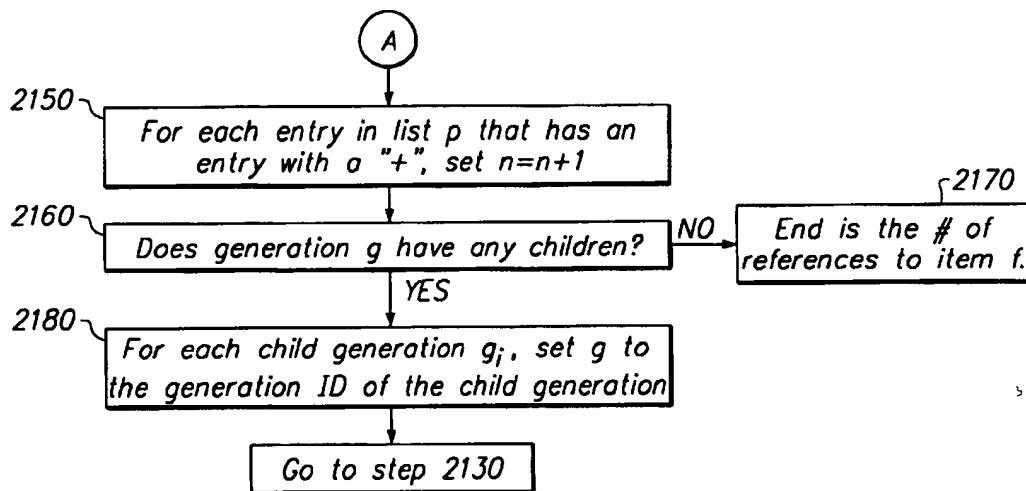 A
2150
For each entry in list p that has an
entry with a "+", set n=n+1
2160
Does generation g have any children?
NO
2170
End is the # of
references to item f.
YES
2180
For each child generation gi, set g to
the generation ID of the child generation
Go to step 2130